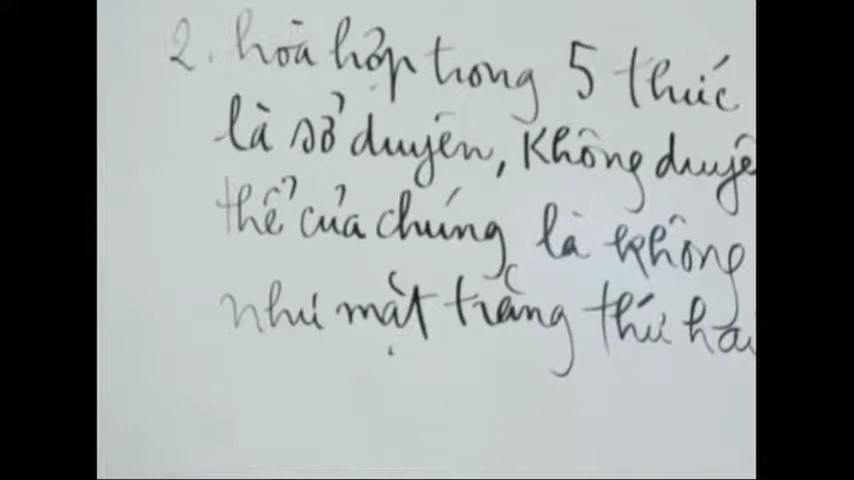 2. hòa hợp trong 5 thức
là sở duyên, Không duyê
thể của chúng là không
như mặt trăng thứ hai